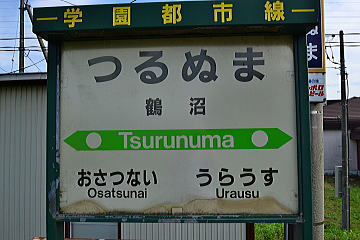 学園都市線
つるぬま
鶴沼
Tsurunuma
おさつない うらうす
Osatsunai Urausu